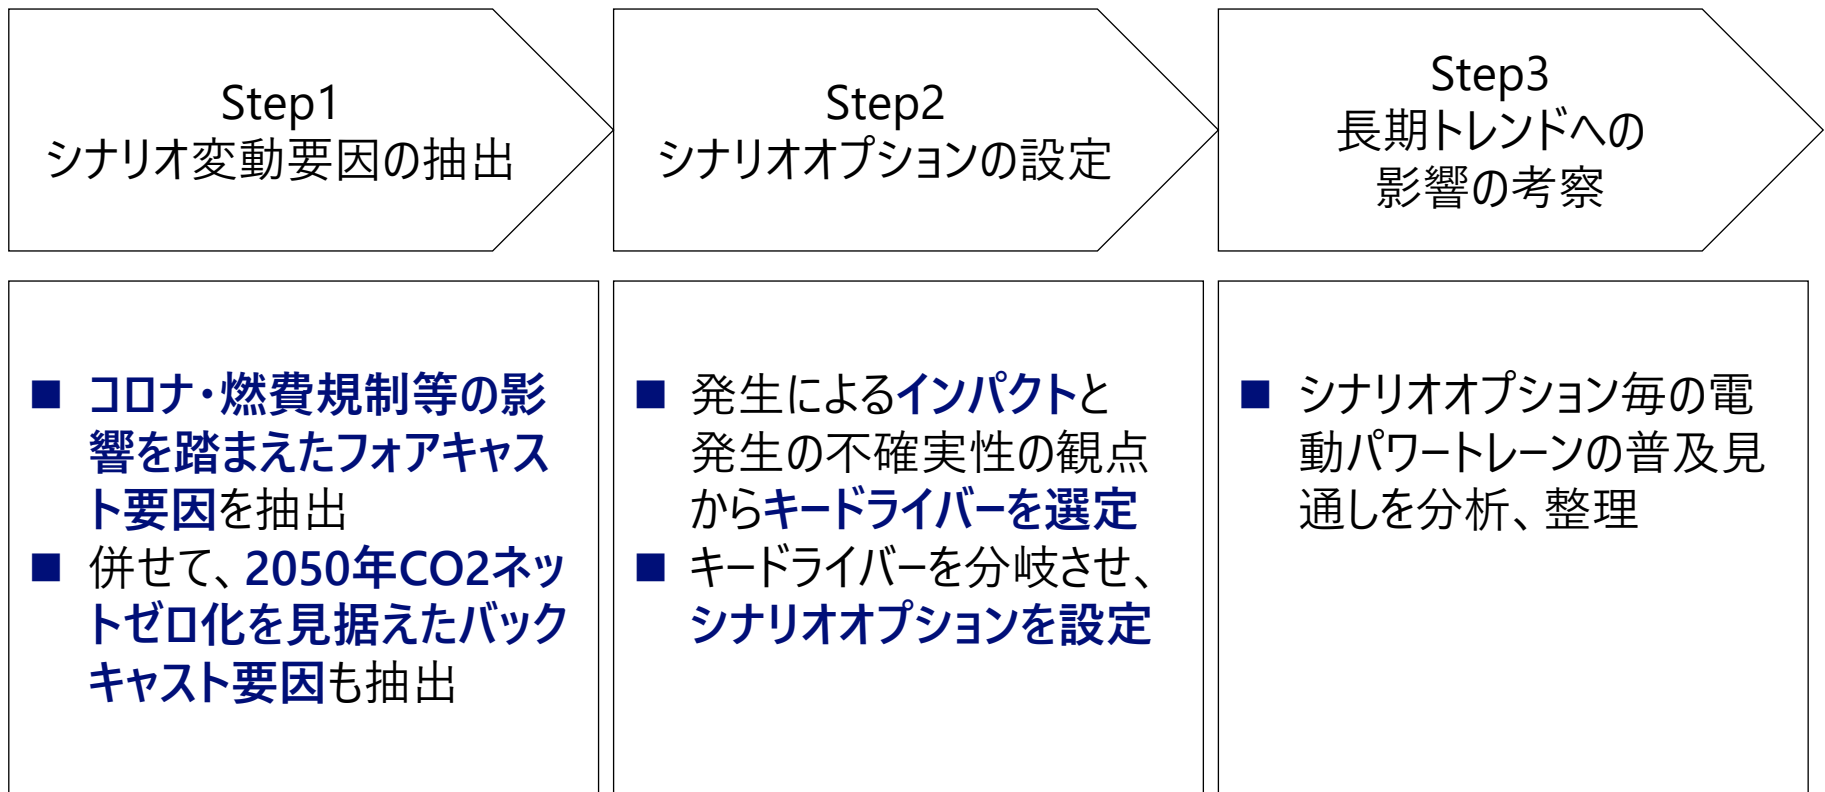 Step1
シナリオ変動要因の抽出
Step2
シナリオオプションの設定
Step3
長期トレンドへの
影響の考察
■ コロナ・燃費規制等の影
響を踏まえたフォアキャス
ト要因を抽出
■ 併せて、2050年CO2ネッ
トゼロ化を見据えたバック
キャスト要因も抽出
■ 発生によるインパクトと
発生の不確実性の観点
からキードライバーを選定
■ キードライバーを分岐させ、
シナリオオプションを設定
■ シナリオオプション毎の電
動パワートレーンの普及見
通しを分析、整理